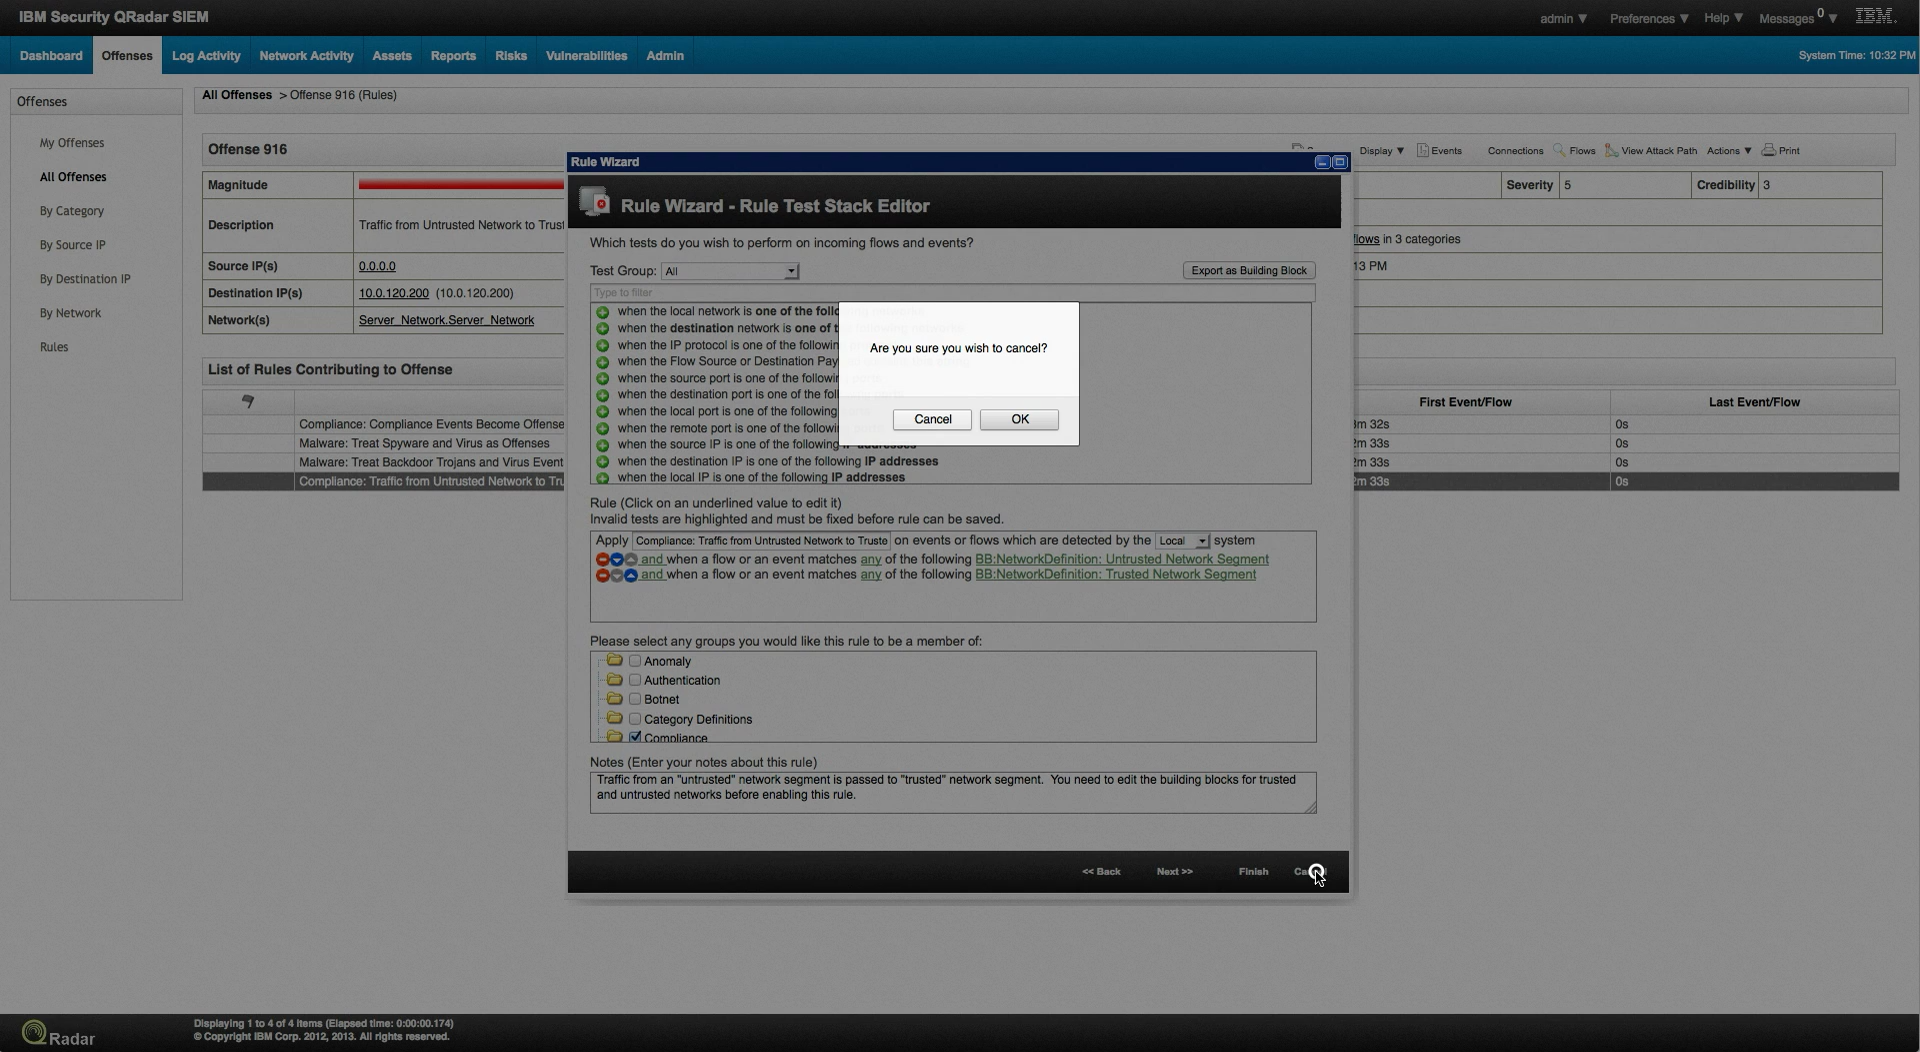 IBM Security QRadar SIEM
admin ▼ Preferences ▼ Help ▼ Messages 0 ▼ IBM.
Dashboard Offenses Log Activity Network Activity Assets Reports Risks Vulnerabilities Admin System Time: 10:32 PM
Offenses
My Offenses
All Offenses
By Category
By Source IP
By Destination IP
By Network
Rules
All Offenses > Offense 916 (Rules)
Offense 916
Display ▼ Events Connections Flows View Attack Path Actions ▼ Print
Magnitude
Severity 5 Credibility 3
Description Traffic from Untrusted Network to Trust
flows in 3 categories
Source IP(s) 0.0.0.0
13 PM
Destination IP(s) 10.0.120.200 (10.0.120.200)
Network(s) Server_Network.Server_Network
List of Rules Contributing to Offense
First Event/Flow Last Event/Flow
Compliance: Compliance Events Become Offense
32s 0s
Malware: Treat Spyware and Virus as Offenses
2m 33s 0s
Malware: Treat Backdoor Trojans and Virus Event
2m 33s 0s
Compliance: Traffic from Untrusted Network to Tru
2m 33s 0s
Rule Wizard
Rule Wizard - Rule Test Stack Editor
Which tests do you wish to perform on incoming flows and events?
Test Group: All Export as Building Block
Type to filter
when the local network is one of the follo
when the destination network is one of t
when the IP protocol is one of the following
when the Flow Source or Destination Pay
when the source port is one of the followin
when the destination port is one of the foll
when the local port is one of the following
when the remote port is one of the followin
when the source IP is one of the following IP addresses
when the destination IP is one of the following IP addresses
when the local IP is one of the following IP addresses
Are you sure you wish to cancel?
Cancel OK
Rule (Click on an underlined value to edit it)
Invalid tests are highlighted and must be fixed before rule can be saved.
Apply Compliance: Traffic from Untrusted Network to Truste on events or flows which are detected by the Local system
and when a flow or an event matches any of the following BB:NetworkDefinition: Untrusted Network Segment
and when a flow or an event matches any of the following BB:NetworkDefinition: Trusted Network Segment
Please select any groups you would like this rule to be a member of:
Anomaly
Authentication
Botnet
Category Definitions
Compliance
Notes (Enter your notes about this rule)
Traffic from an "untrusted" network segment is passed to "trusted" network segment. You need to edit the building blocks for trusted
and untrusted networks before enabling this rule.
<< Back Next >> Finish
QRadar
Displaying 1 to 4 of 4 items (Elapsed time: 0:00:00.174)
© Copyright IBM Corp. 2012, 2013. All rights reserved.